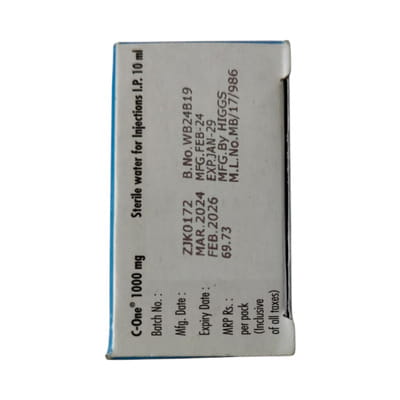 C-One® 1000 mg
Batch No. : ZJK0172
Mfg. Date : MAR.2024
Expiry Date : FEB.2026
MRP Rs. : 69.73
per pack
(Inclusive
of all taxes)
Sterile water for Injections I.P. 10 ml
B.No.WB24B19
MFG.FEB-24
EXP.JAN-29
MFG.By HIGGS
M.L.No.MB/17/986